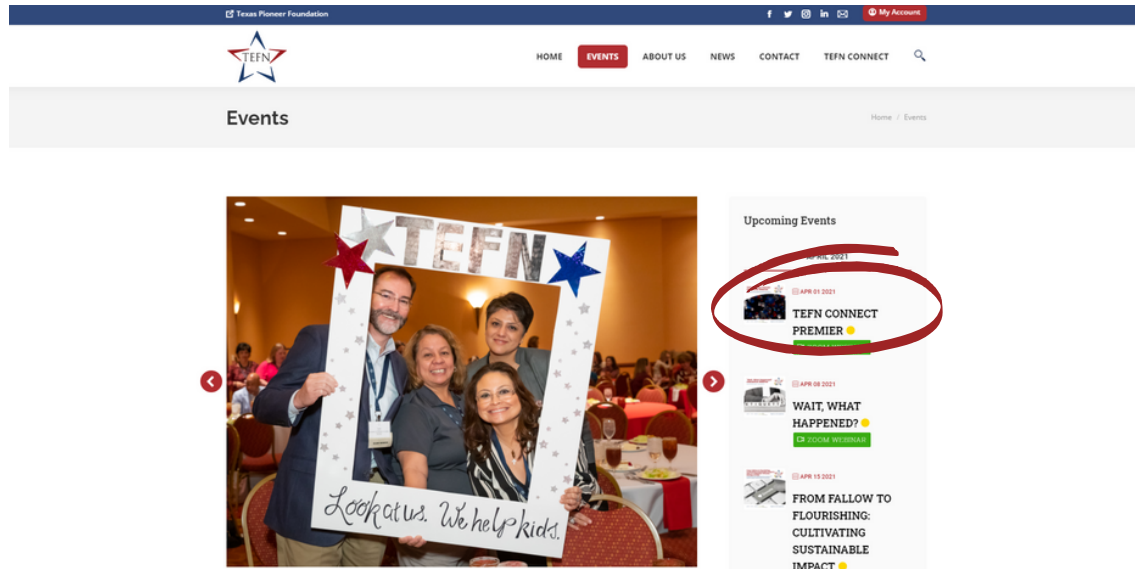 Texas Pioneer Foundation
My Account
TEFN
HOME
EVENTS
ABOUT US
NEWS
CONTACT
TEFN CONNECT
Events
Home / Events
TEFN
Look at us. We help kids.
Upcoming Events
APRIL 2021
APR 01 2021
TEFN CONNECT
PREMIER
ZOOM WEBINAR
APR 08 2021
WAIT, WHAT
HAPPENED?
ZOOM WEBINAR
APR 15 2021
FROM FALLOW TO
FLOURISHING:
CULTIVATING
SUSTAINABLE
IMPACT